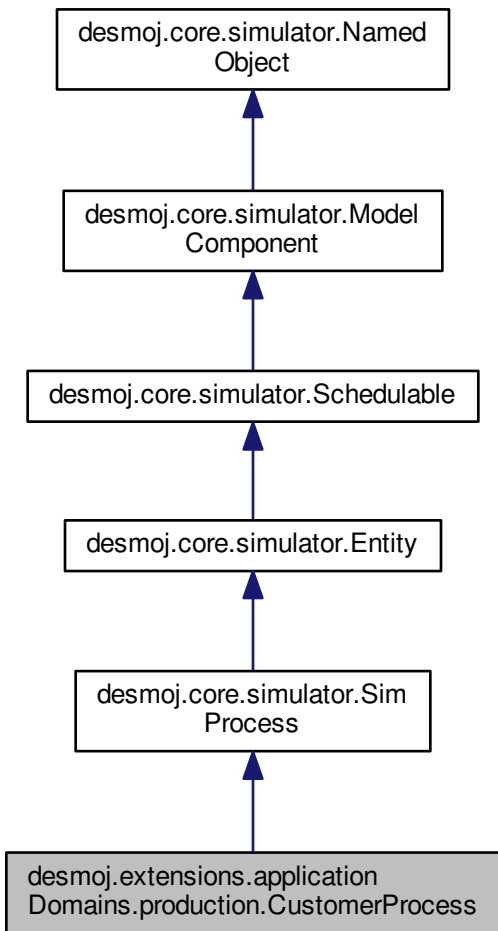 desmoj.core.simulator.Named
Object
desmoj.core.simulator.Model
Component
desmoj.core.simulator.Schedulable
desmoj.core.simulator.Entity
desmoj.core.simulator.Sim
Process
desmoj.extensions.application
Domains.production.CustomerProcess